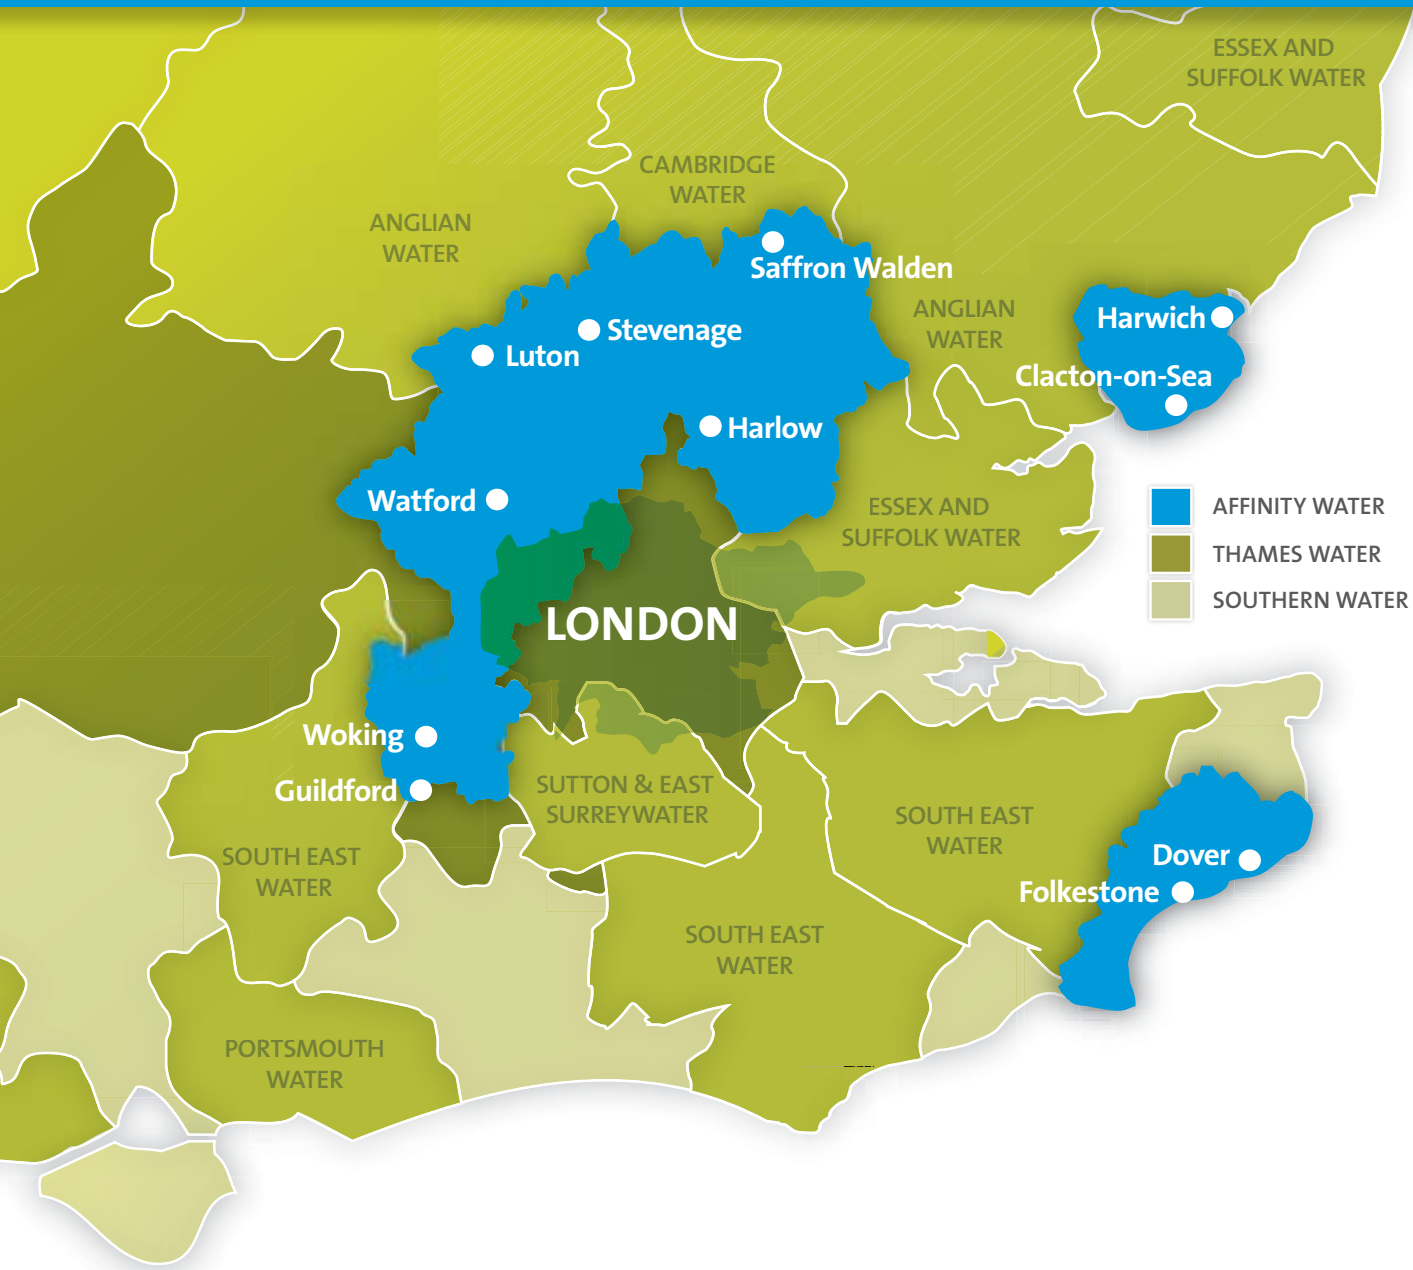 ESSEX AND
SUFFOLK WATER
CAMBRIDGE
WATER
ANGLIAN
WATER
Saffron Walden
ANGLIAN
WATER
Harwich
Stevenage
Luton
Clacton-on-Sea
Harlow
Watford
ESSEX AND
SUFFOLK WATER
AFFINITY WATER
THAMES WATER
SOUTHERN WATER
LONDON
Woking
Guildford
SUTTON & EAST
SURREY WATER
SOUTH EAST
WATER
SOUTH EAST
WATER
Dover
Folkestone
SOUTH EAST
WATER
PORTSMOUTH
WATER